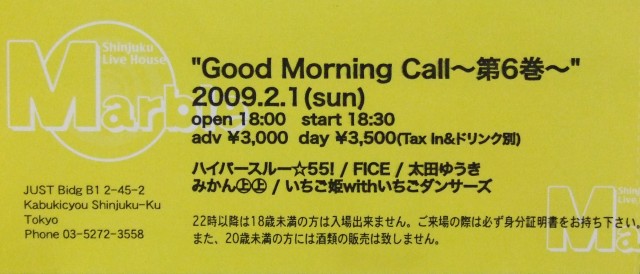 Shinjuku
Live House
Marble
"Good Morning Call～第6巻～"
2009.2.1(sun)
open 18:00 start 18:30
adv ¥3,000 day ¥3,500(Tax In&ドリンク別)
ハイパースルー☆55! / FICE / 太田ゆうき
みかん㊤㊤ / いちご姫withいちごダンサーズ
JUST Bidg B1 2-45-2
Kabukicyou Shinjuku-Ku
Tokyo
Phone 03-5272-3558
22時以降は18歳未満の方は入場出来ません。ご来場の際は必ず身分証明書をお持ち下さい。
また、20歳未満の方には酒類の販売は致しません。
Shinjuku
Live House
Marb